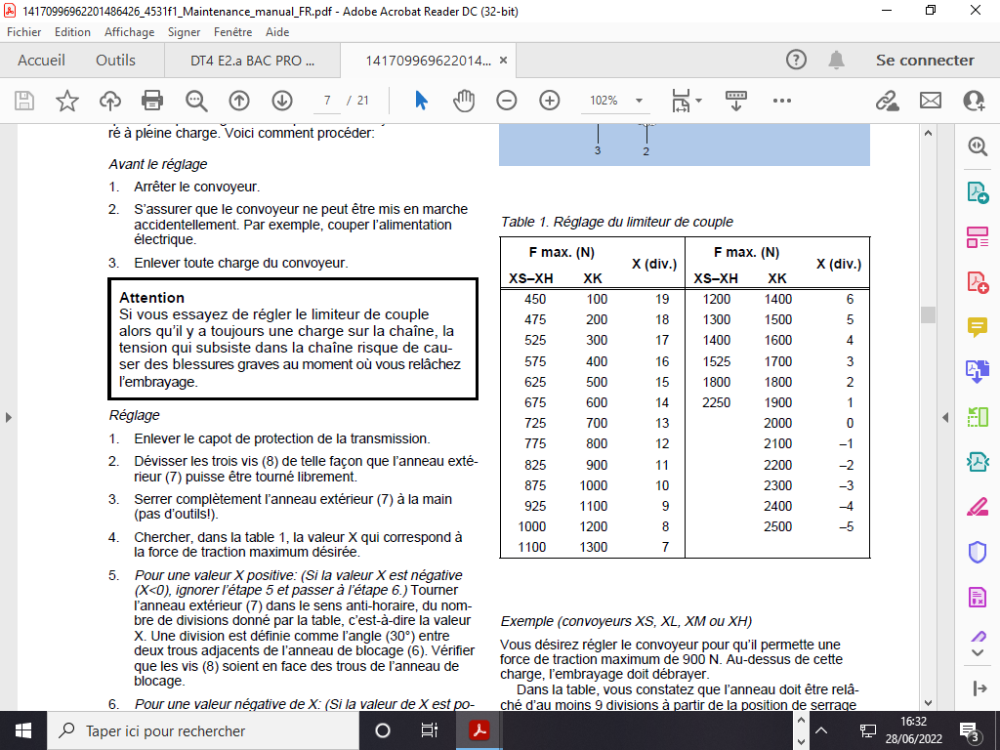 1417099696220148​6426_4531f1_Maintenance_manual_FR.pdf - Adobe Acrobat Reader DC (32-bit)
Fichier Edition Affichage Signer Fenêtre Aide
Accueil Outils DT4 E2.a BAC PRO ... 141709969622014... ×
Se connecter
7 / 21 102%
ré à pleine charge. Voici comment procéder:
Avant le réglage
1. Arrêter le convoyeur.
2. S'assurer que le convoyeur ne peut être mis en marche
accidentellement. Par exemple, couper l'alimentation
électrique.
3. Enlever toute charge du convoyeur.
Attention
Si vous essayez de régler le limiteur de couple
alors qu'il y a toujours une charge sur la chaîne, la
tension qui subsiste dans la chaîne risque de cau-
ser des blessures graves au moment où vous relâchez
l'embrayage.
Réglage
1. Enlever le capot de protection de la transmission.
2. Dévisser les trois vis (8) de telle façon que l'anneau exté-
rieur (7) puisse être tourné librement.
3. Serrer complètement l'anneau extérieur (7) à la main
(pas d'outils!).
4. Chercher, dans la table 1, la valeur X qui correspond à
la force de traction maximum désirée.
5. Pour une valeur X positive: (Si la valeur X est négative
(X<0), ignorer l'étape 5 et passer à l'étape 6.) Tourner
l'anneau extérieur (7) dans le sens anti-horaire, du nom-
bre de divisions donné par la table, c'est-à-dire la valeur
X. Une division est définie comme l'angle (30°) entre
deux trous adjacents de l'anneau de blocage (6). Vérifier
que les vis (8) soient en face des trous de l'anneau de
blocage.
6. Pour une valeur négative de X: (Si la valeur de X est po-
3 2
Table 1. Réglage du limiteur de couple
F max. (N) X (div.) F max. (N) X (div.)
XS–XH XK XS–XH XK
450 100 19 1200 1400 6
475 200 18 1300 1500 5
525 300 17 1400 1600 4
575 400 16 1525 1700 3
625 500 15 1800 1800 2
675 600 14 2250 1900 1
725 700 13 2000 0
775 800 12 2100 –1
825 900 11 2200 –2
875 1000 10 2300 –3
925 1100 9 2400 –4
1000 1200 8 2500 –5
1100 1300 7
Exemple (convoyeurs XS, XL, XM ou XH)
Vous désirez régler le convoyeur pour qu'il permette une
force de traction maximum de 900 N. Au-dessus de cette
charge, l'embrayage doit débrayer.
Dans la table, vous constatez que l'anneau doit être relâ-
ché d'au moins 9 divisions à partir de la position de serrage
Taper ici pour rechercher
16:32
28/06/2022
3